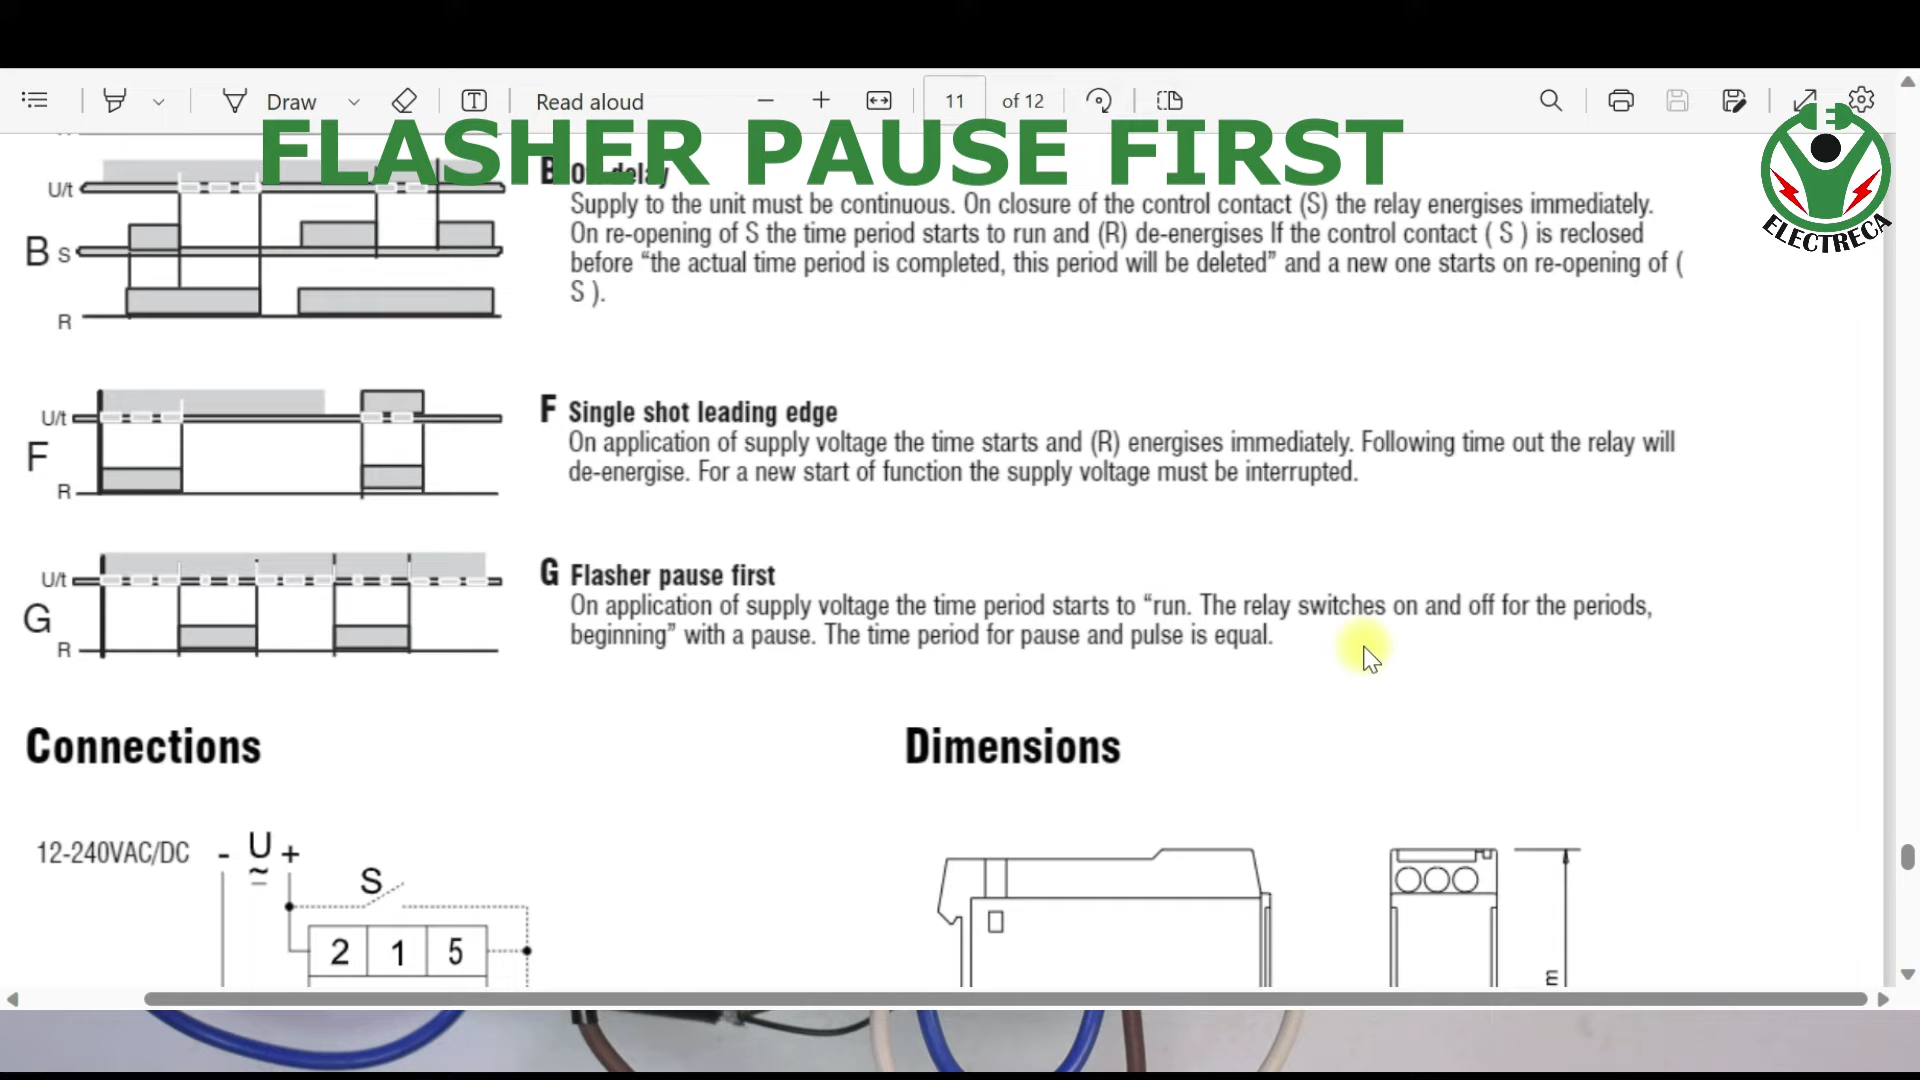 Draw
Read aloud
11
of 12
FLASHER PAUSE FIRST
ELECTRECA
U/t
B
S
R
B
delay
Supply to the unit must be continuous. On closure of the control contact (S) the relay energises immediately.
On re-opening of S the time period starts to run and (R) de-energises If the control contact ( S ) is reclosed
before “the actual time period is completed, this period will be deleted” and a new one starts on re-opening of (
S ).
U/t
F
R
F Single shot leading edge
On application of supply voltage the time starts and (R) energises immediately. Following time out the relay will
de-energise. For a new start of function the supply voltage must be interrupted.
U/t
G
R
G Flasher pause first
On application of supply voltage the time period starts to “run. The relay switches on and off for the periods,
beginning” with a pause. The time period for pause and pulse is equal.
Connections
Dimensions
12-240VAC/DC
- U +
~
S
2 1 5
m